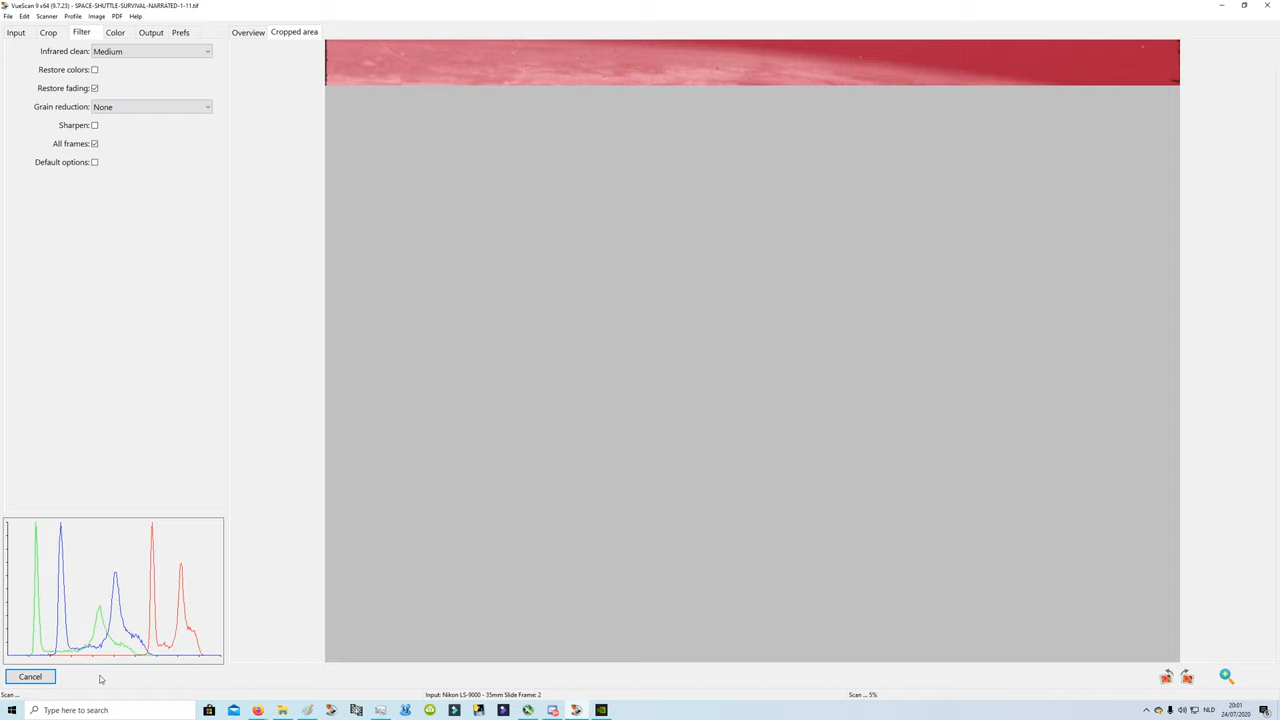 VueScan 9 x64 (9.7.23) - SPACE-SHUTTLE-SURVIVAL-NARRATED-1-11.tif
File Edit Scanner Profile Image PDF Help
Input Crop Filter Color Output Prefs Overview Cropped area
Infrared clean: Medium
Restore colors:
Restore fading:
Grain reduction: None
Sharpen:
All frames:
Default options:
Cancel
Scan ... Input: Nikon LS-9000 - 35mm Slide Frame: 2 Scan ... 5%
Type here to search NLD 20:01
24/07/2020